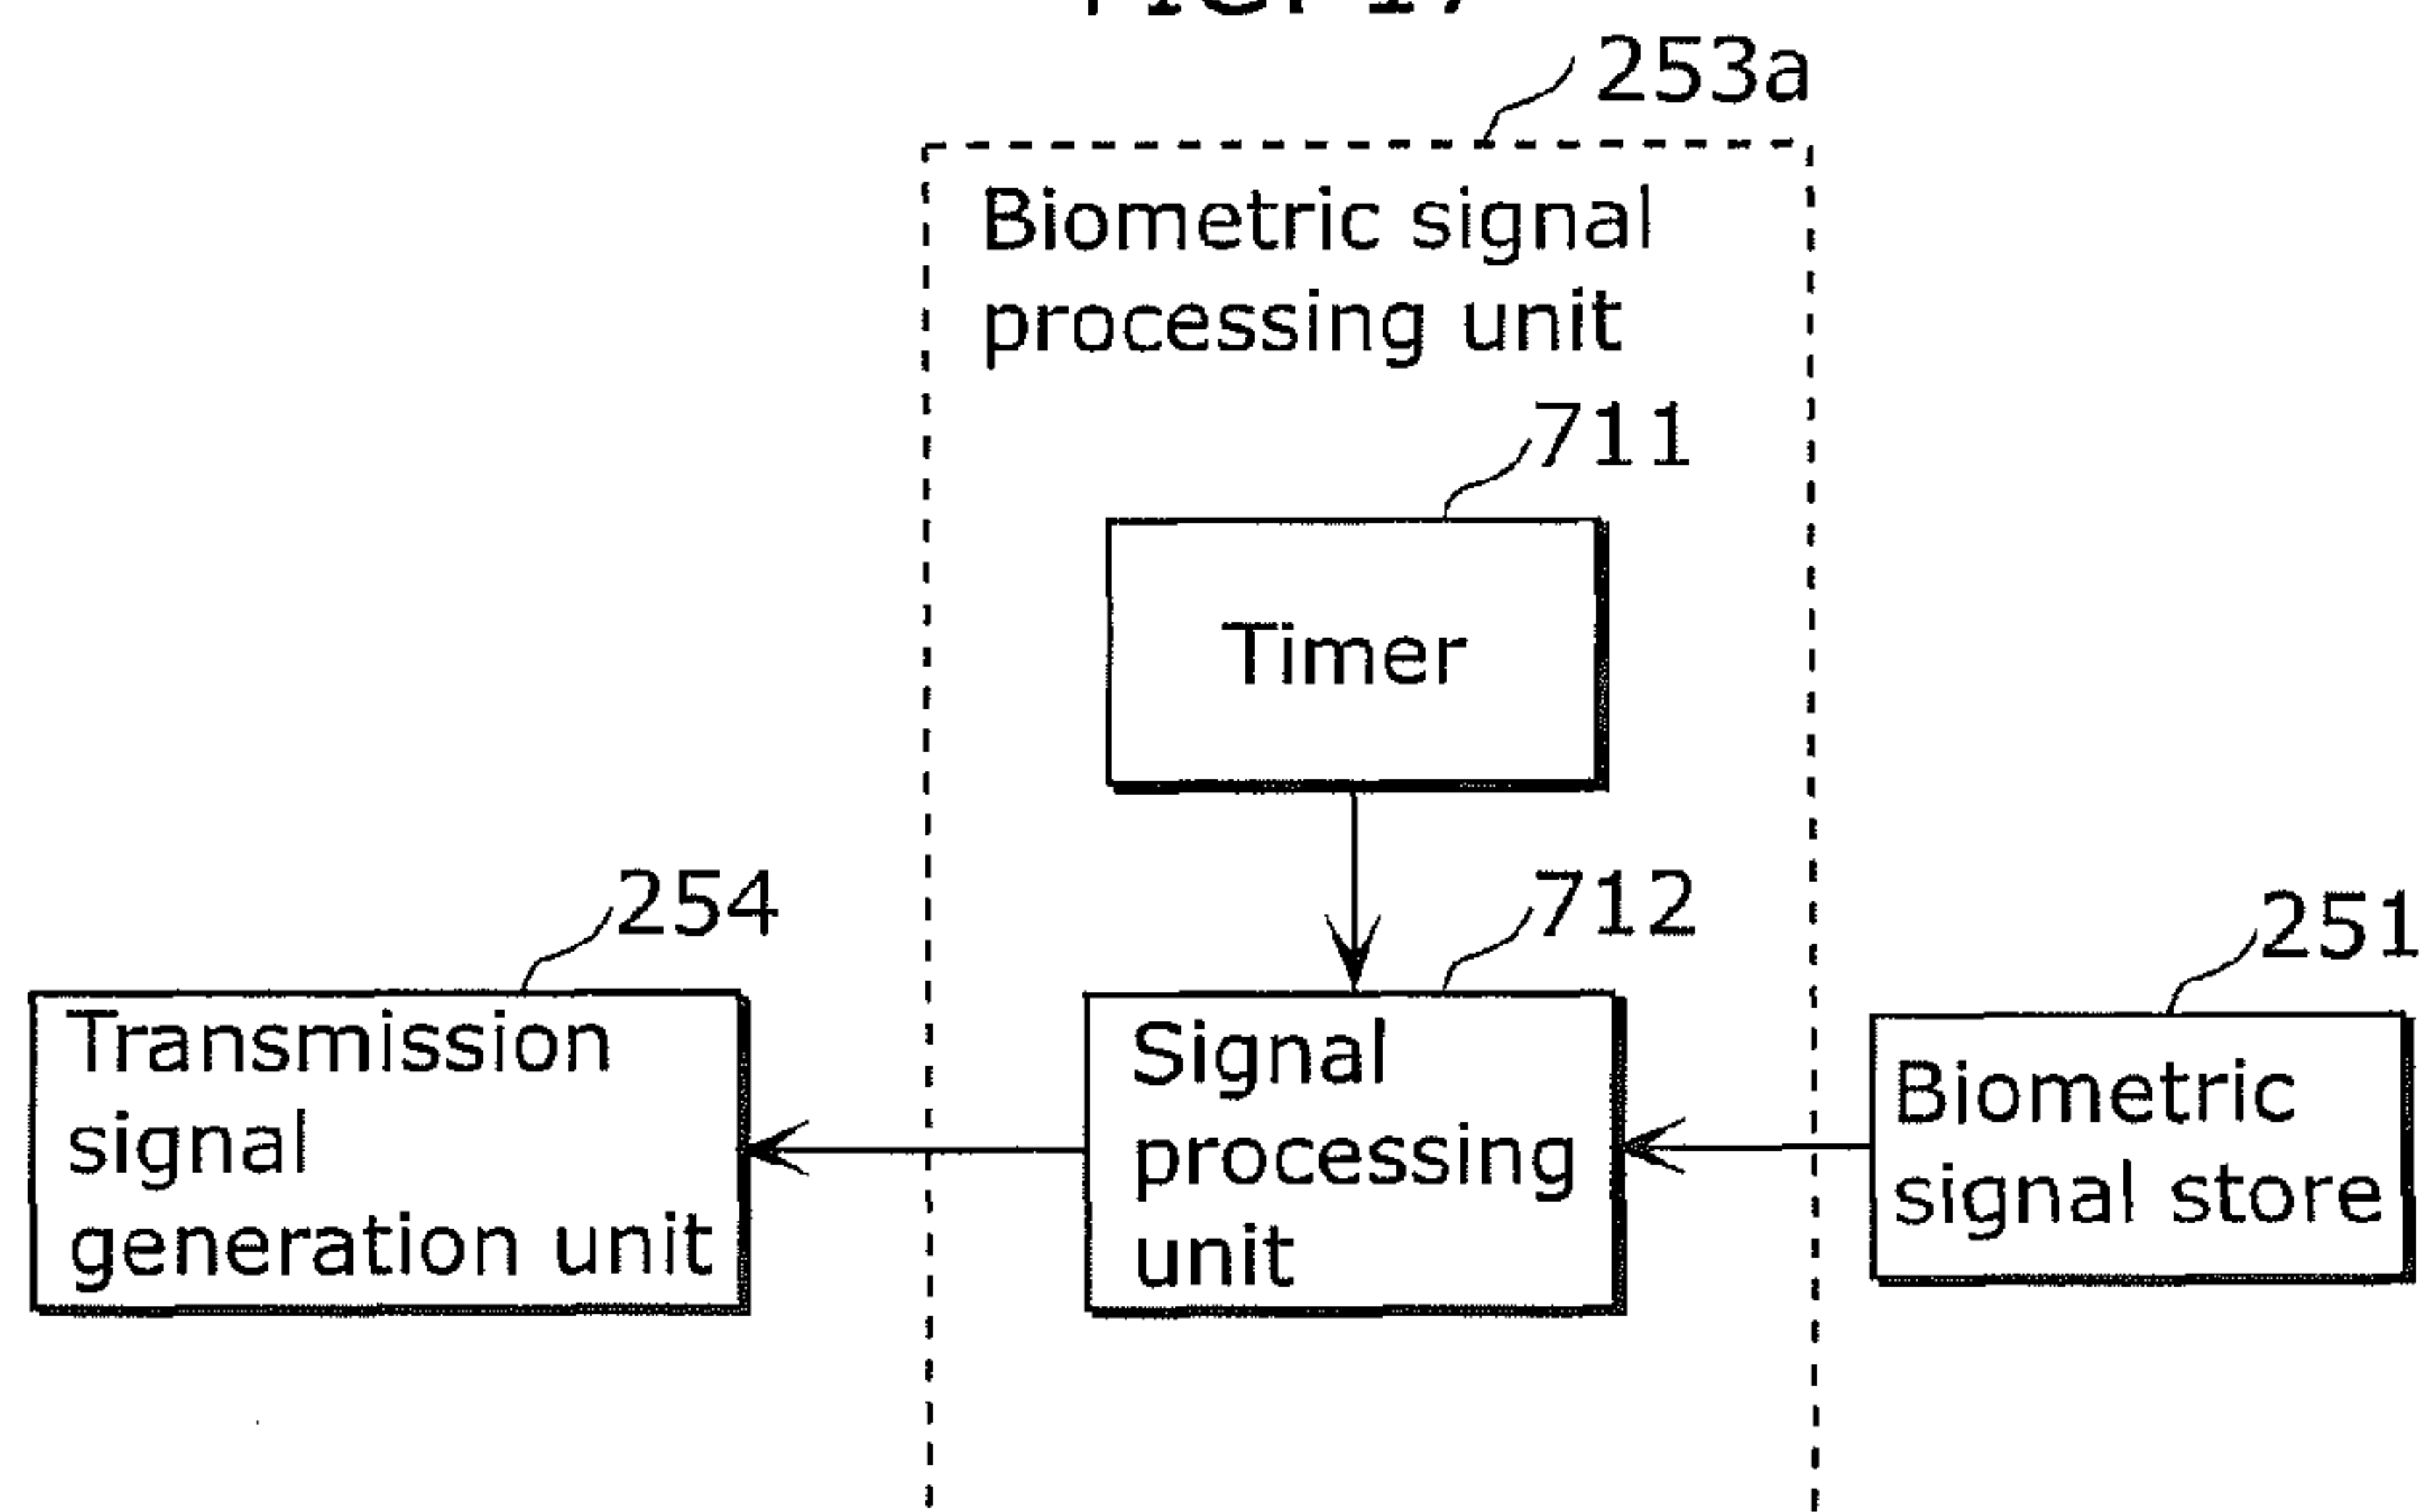 253a
Biometric signal
processing unit
711
Timer
254
712
251
Transmission
signal
generation unit
Signal
processing
unit
Biometric
signal store